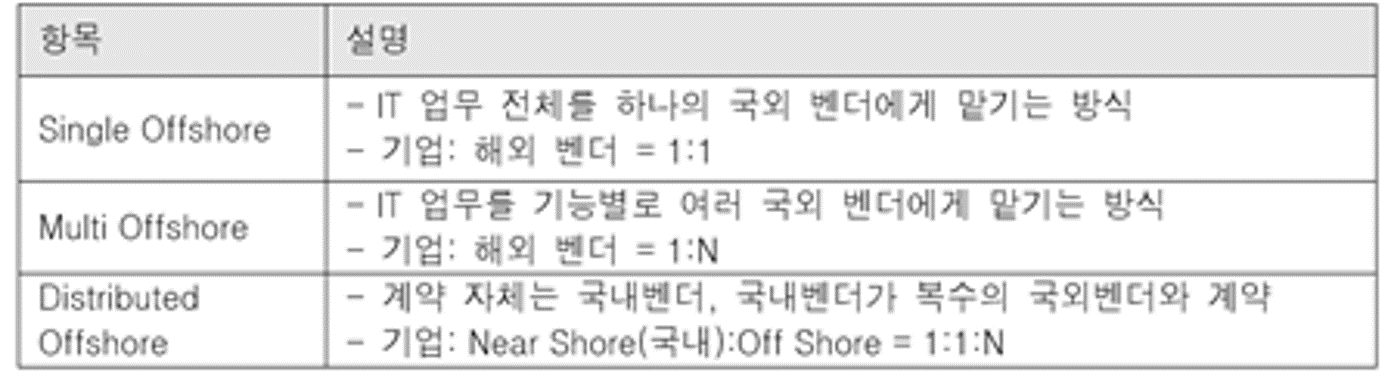 항목 설명
Single Offshore
- IT 업무 전체를 하나의 국외 벤더에게 맡기는 방식
- 기업: 해외 벤더 = 1:1
Multi Offshore
- IT 업무를 기능별로 여러 국외 벤더에게 맡기는 방식
- 기업: 해외 벤더 = 1:N
Distributed
Offshore
- 계약 자체는 국내벤더, 국내벤더가 복수의 국외벤더와 계약
- 기업: Near Shore(국내):Off Shore = 1:1:N